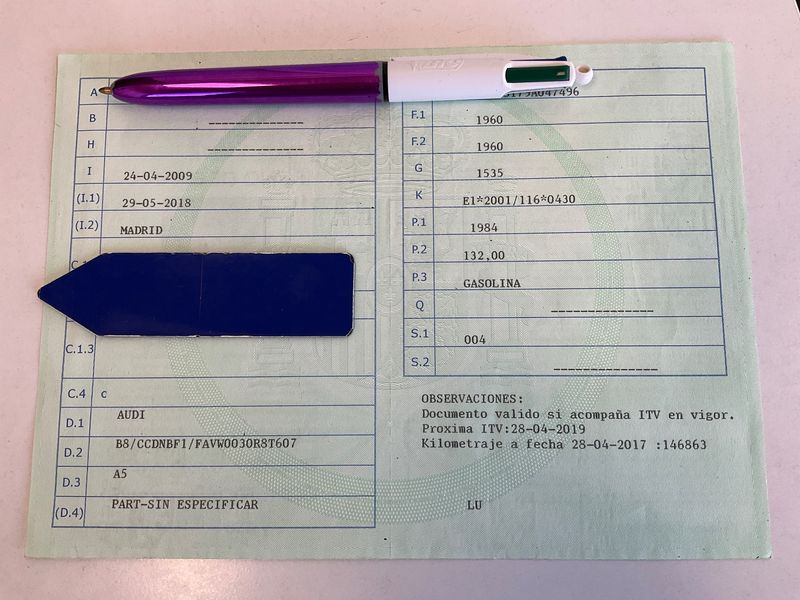 A
B ------------
H ------------
I 24-04-2009
(I.1) 29-05-2018
(I.2) MADRID
C.1.3
C.4 c
D.1 AUDI
D.2 B8/CCDNBF1/FAVW0030R8T607
D.3 A5
(D.4) PART-SIN ESPECIFICAR
F.1 1960
F.2 1960
G 1535
K E1*2001/116*0430
P.1 1984
P.2 132,00
P.3 GASOLINA
Q -------------
S.1 004
S.2 -------------
OBSERVACIONES:
Documento valido si acompaña ITV en vigor.
Proxima ITV:28-04-2019
Kilometraje a fecha 28-04-2017 :146863
LU